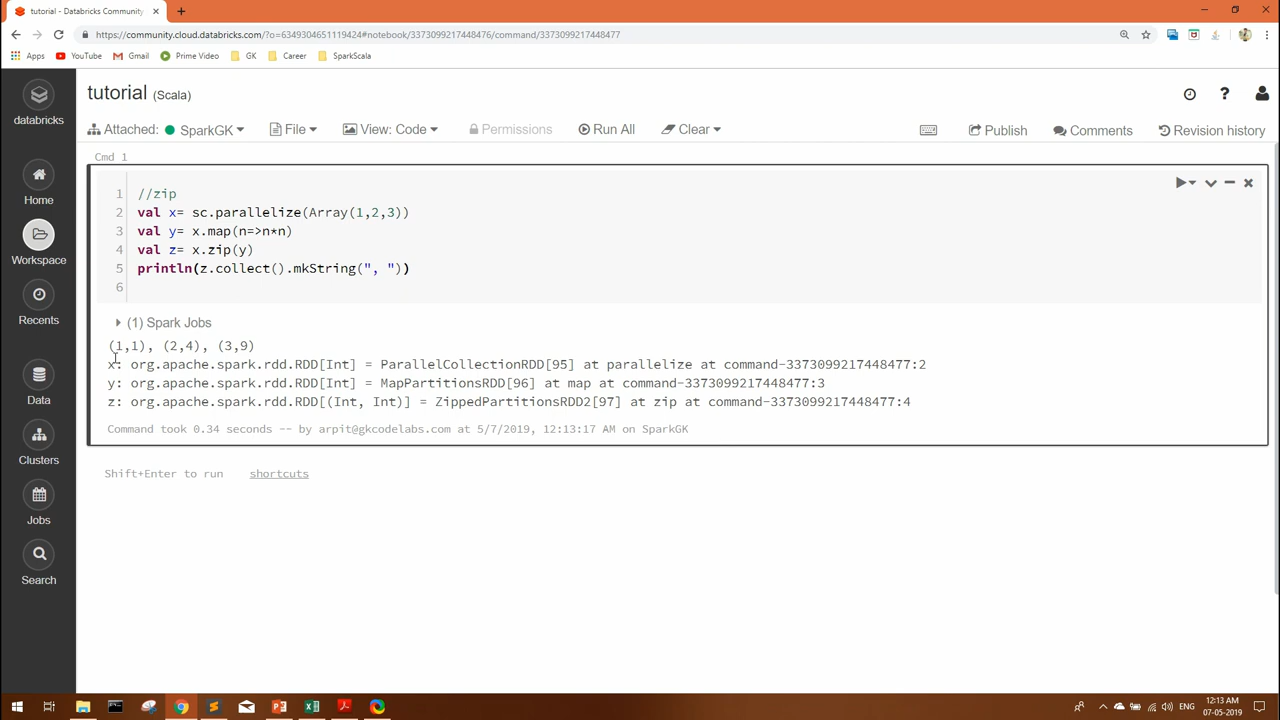 tutorial - Databricks Community
https://community.cloud.databricks.com/?o=6349304651119424#notebook/3373099217448476/command/3373099217448477
Apps YouTube Gmail Prime Video GK Career SparkScala
databricks
Home
Workspace
Recents
Data
Clusters
Jobs
Search
tutorial (Scala)
Attached: SparkGK File View: Code Permissions Run All Clear Publish Comments Revision history
Cmd 1
1 //zip
2 val x= sc.parallelize(Array(1,2,3))
3 val y= x.map(n=>n*n)
4 val z= x.zip(y)
5 println(z.collect().mkString(", "))
6
(1) Spark Jobs
(1,1), (2,4), (3,9)
x: org.apache.spark.rdd.RDD[Int] = ParallelCollectionRDD[95] at parallelize at command-3373099217448477:2
y: org.apache.spark.rdd.RDD[Int] = MapPartitionsRDD[96] at map at command-3373099217448477:3
z: org.apache.spark.rdd.RDD[(Int, Int)] = ZippedPartitionsRDD2[97] at zip at command-3373099217448477:4
Command took 0.34 seconds -- by arpit@gkcodelabs.com at 5/7/2019, 12:13:17 AM on SparkGK
Shift+Enter to run shortcuts
ENG
12:13 AM
07-05-2019